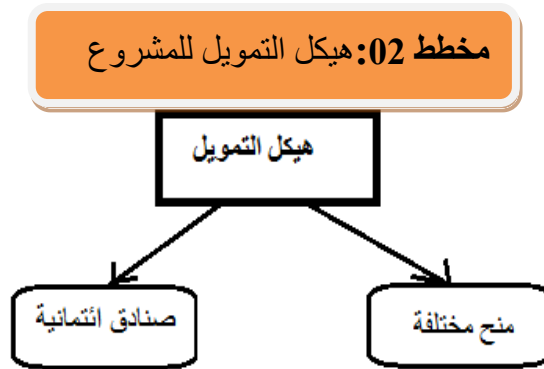 مخطط 02:هيكل التمويل للمشروع
هيكل التمويل
منح مختلفة
صنادق ائتمانية